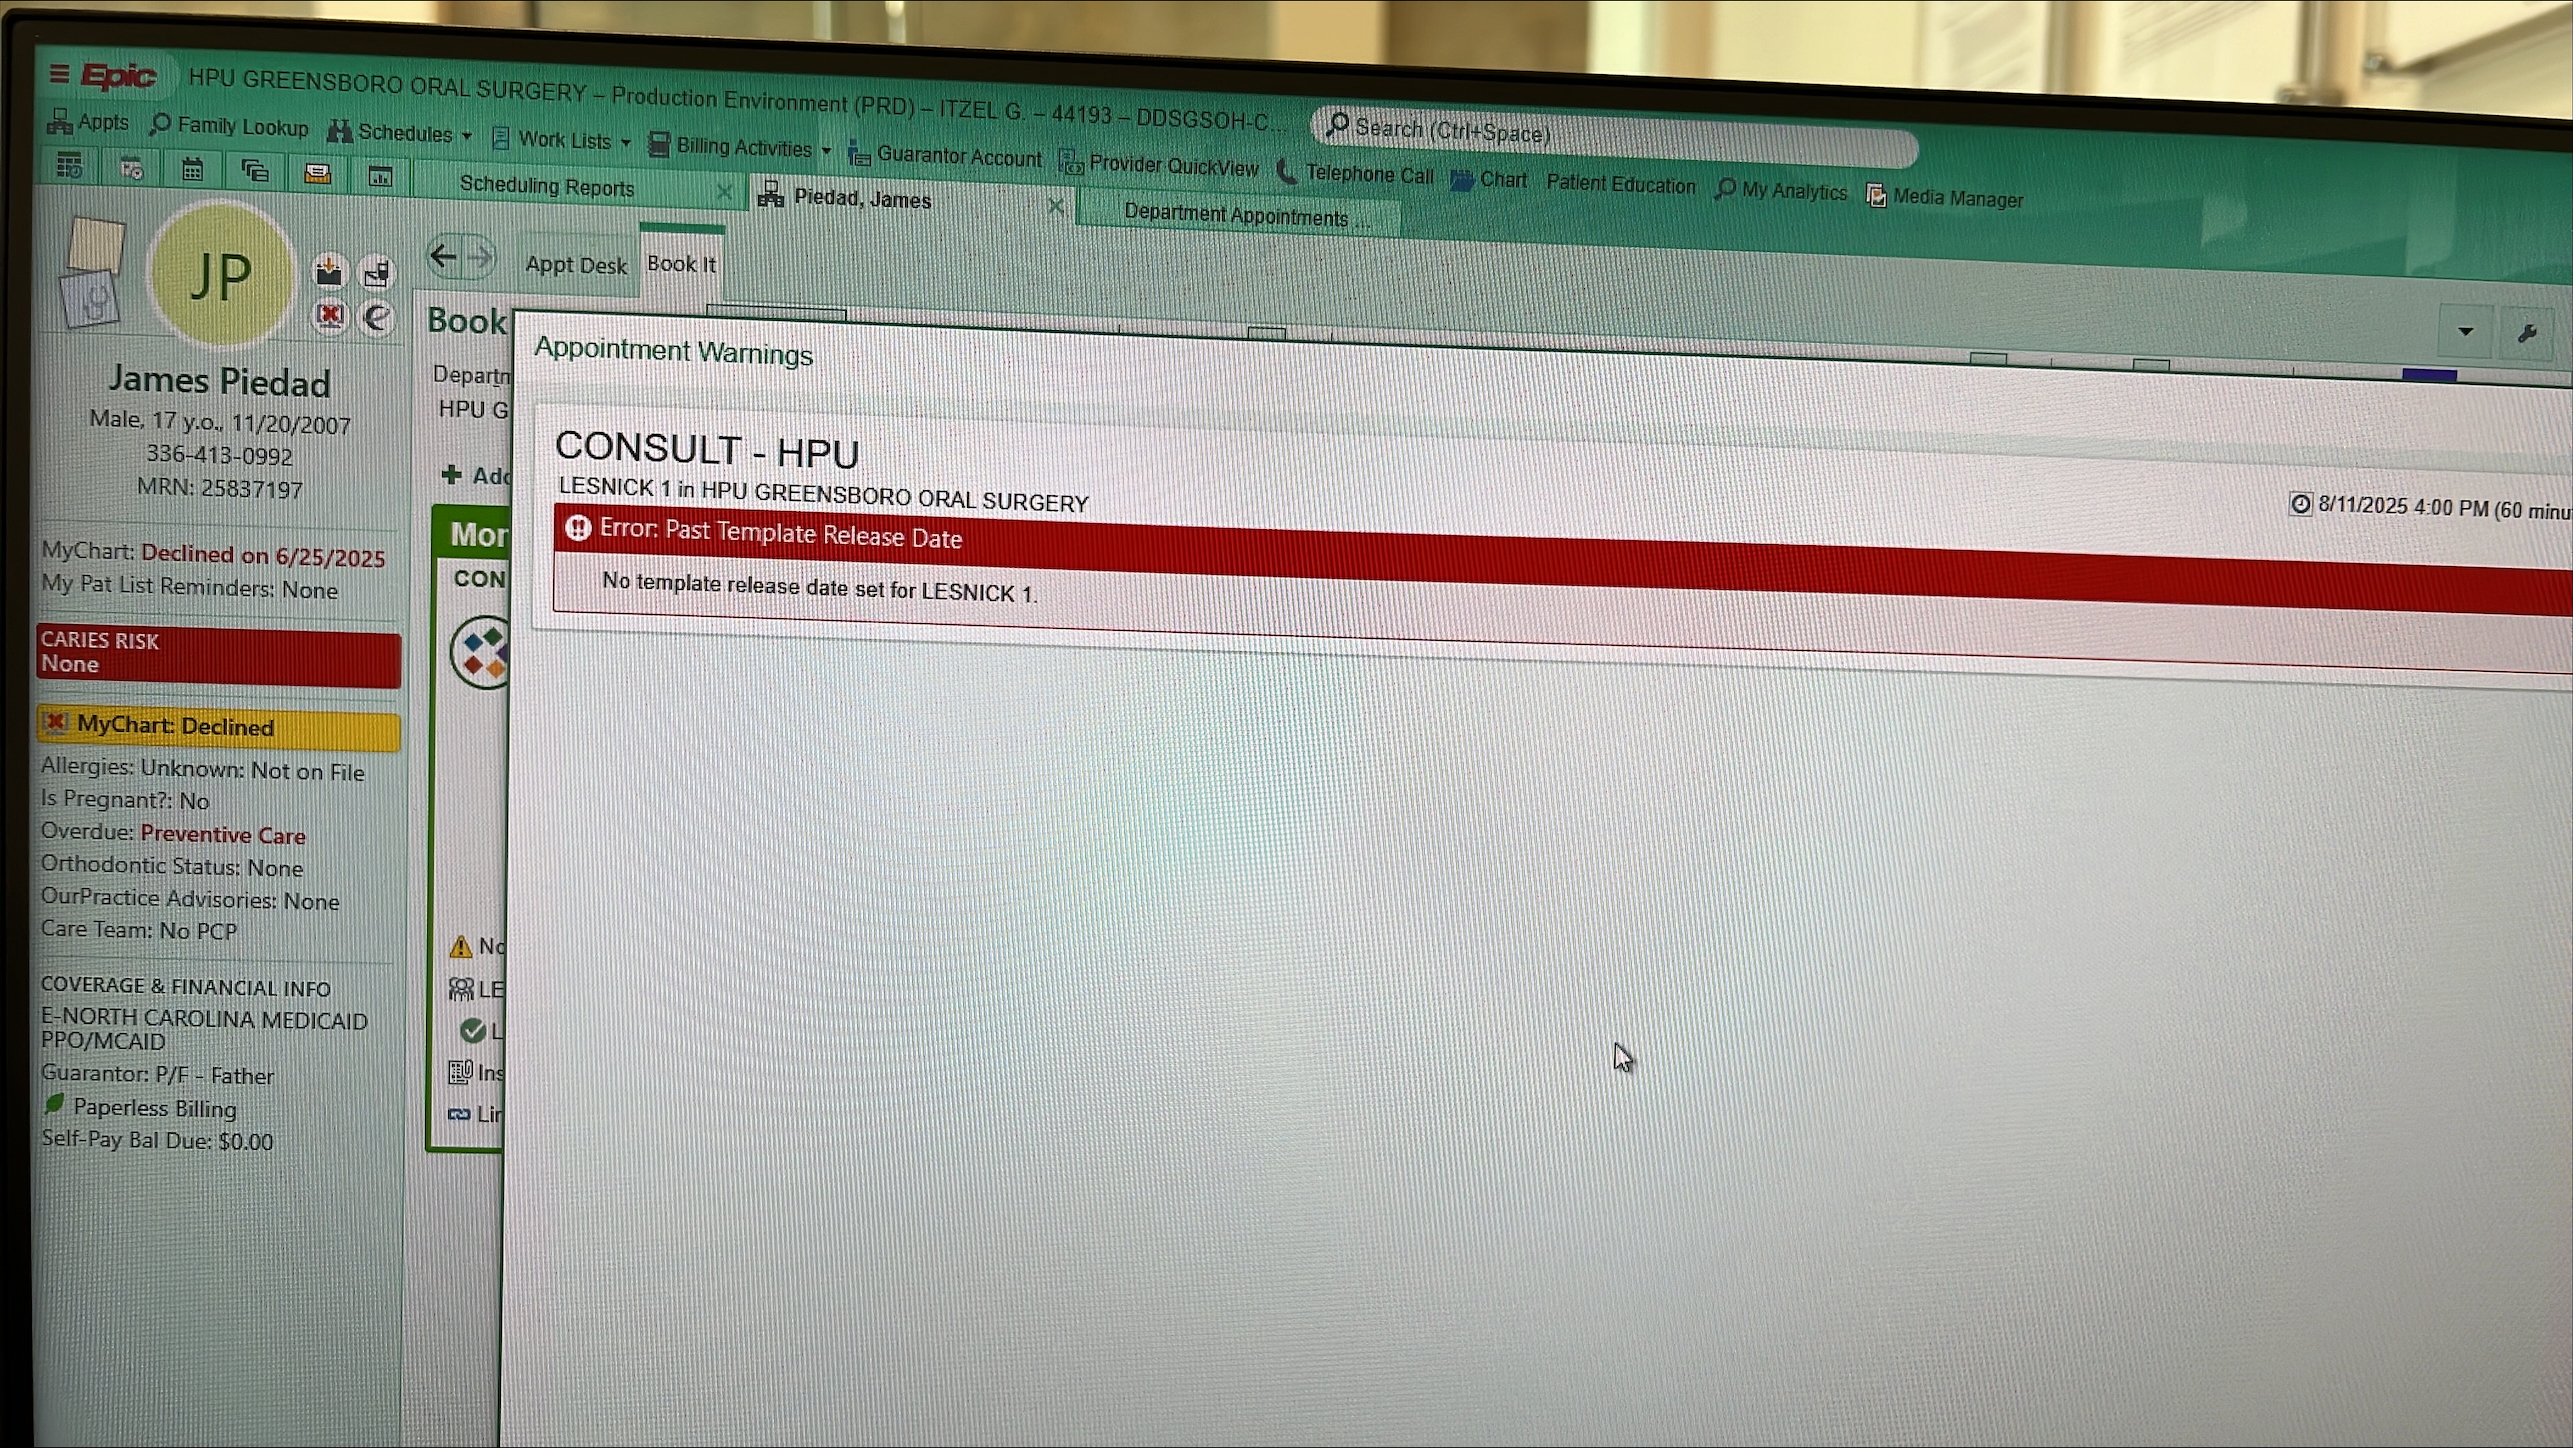 Epic HPU GREENSBORO ORAL SURGERY – Production Environment (PRD) – ITZEL G. – 44193 – DDSGSOH-C...
Search (Ctrl+Space)
Appts Family Lookup Schedules Work Lists Billing Activities Guarantor Account Provider QuickView Telephone Call Chart Patient Education My Analytics Media Manager
Scheduling Reports Piedad, James Department Appointments ...
JP
Appt Desk Book It
James Piedad
Male, 17 y.o., 11/20/2007
336-413-0992
MRN: 25837197
MyChart: Declined on 6/25/2025
My Pat List Reminders: None
CARIES RISK
None
MyChart: Declined
Allergies: Unknown: Not on File
Is Pregnant?: No
Overdue: Preventive Care
Orthodontic Status: None
OurPractice Advisories: None
Care Team: No PCP
COVERAGE & FINANCIAL INFO
E-NORTH CAROLINA MEDICAID
PPO/MCAID
Guarantor: P/F - Father
Paperless Billing
Self-Pay Bal Due: $0.00
Book
Departn
HPU G
Add
Mor
CON
No
LE
L
Ins
Lin
Appointment Warnings
CONSULT - HPU
LESNICK 1 in HPU GREENSBORO ORAL SURGERY
8/11/2025 4:00 PM (60 minu
Error: Past Template Release Date
No template release date set for LESNICK 1.